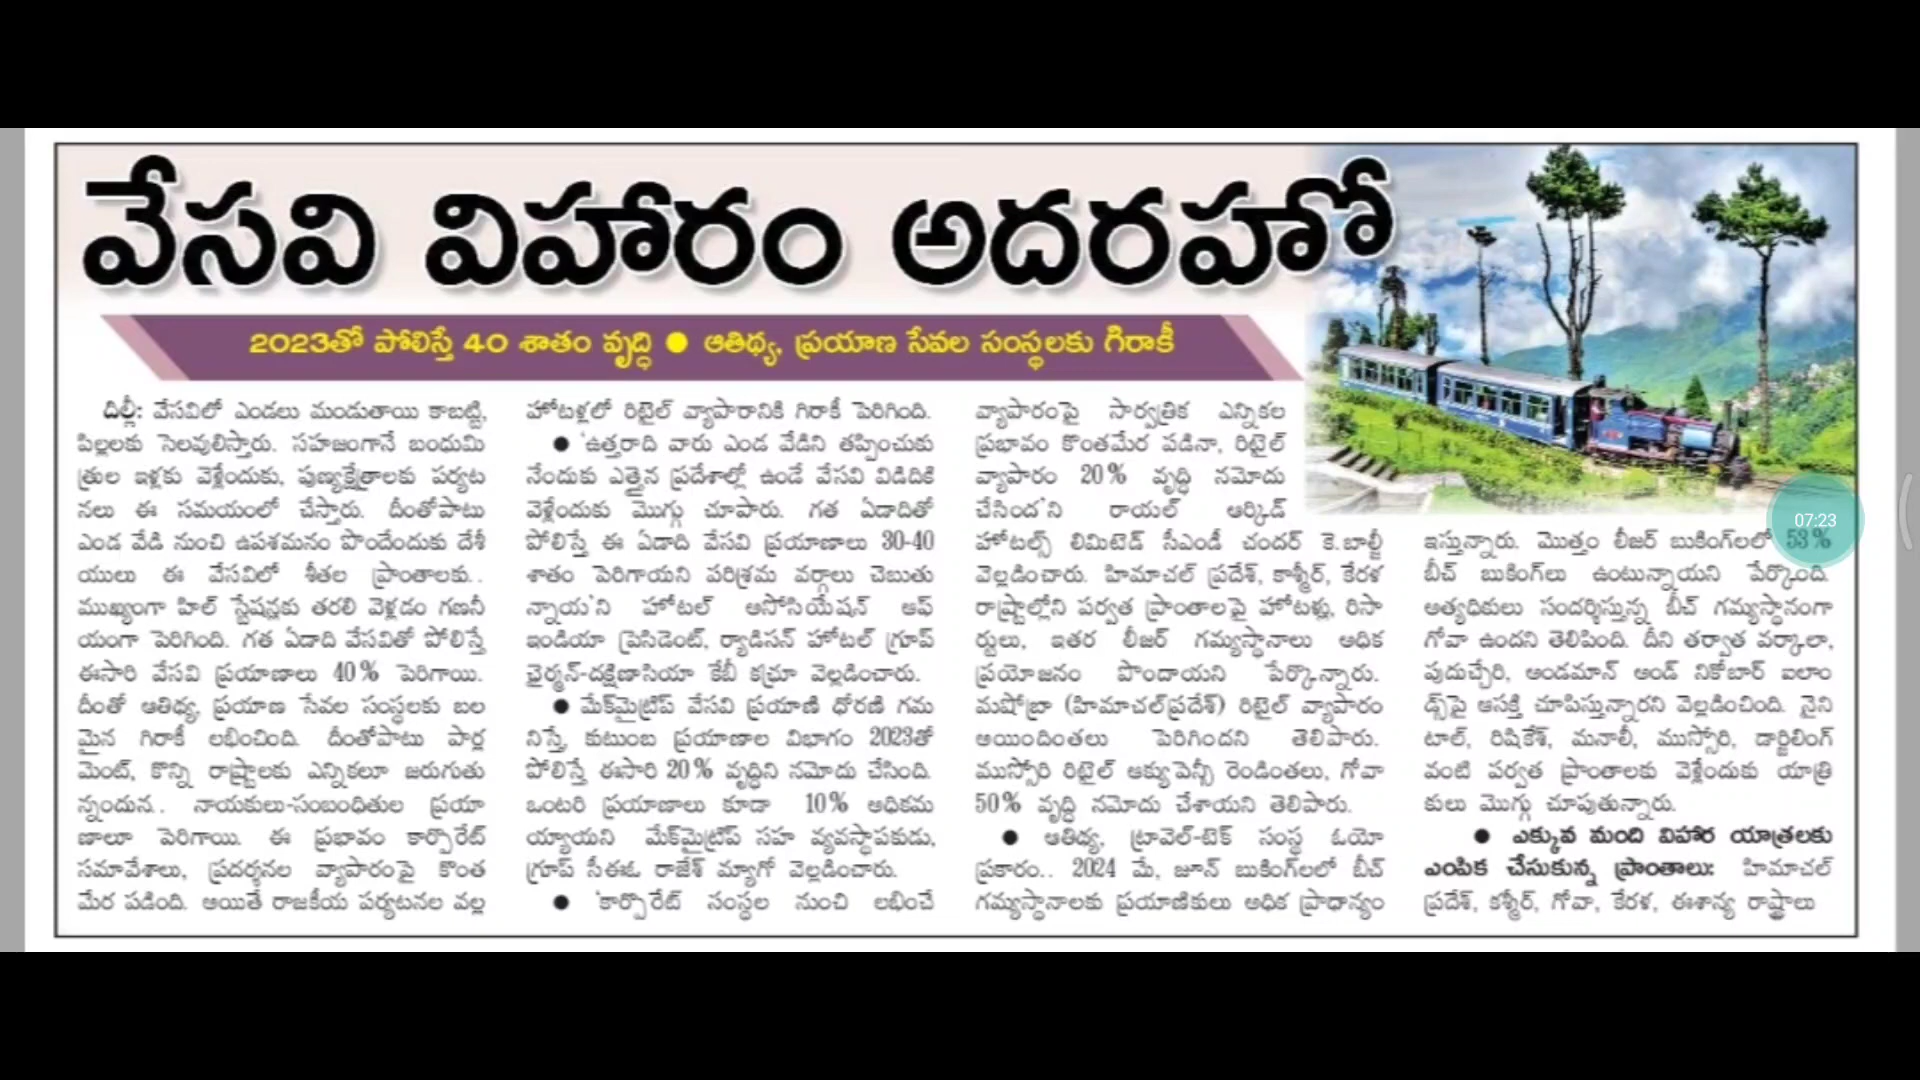 వేసవి విహారం అదరహో
2023తో పోలిస్తే 40 శాతం వృద్ధి ● ఆతిథ్య, ప్రయాణ సేవల సంస్థలకు గిరాకీ
దిల్లీ: వేసవిలో ఎండలు మండుతాయి కాబట్టి,
పిల్లలకు సెలవులిస్తారు. సహజంగానే బంధుమి
త్రుల ఇళ్లకు వెళ్లేందుకు, పుణ్యక్షేత్రాలకు పర్యట
నలు ఈ సమయంలో చేస్తారు. దీంతోపాటు
ఎండ వేడి నుంచి ఉపశమనం పొందేందుకు దేశీ
యులు ఈ వేసవిలో శీతల ప్రాంతాలకు..
ముఖ్యంగా హిల్ స్టేషన్లకు తరలి వెళ్లడం గణనీ
యంగా పెరిగింది. గత ఏడాది వేసవితో పోలిస్తే
ఈసారి వేసవి ప్రయాణాలు 40% పెరిగాయి.
దీంతో ఆతిథ్య, ప్రయాణ సేవల సంస్థలకు బల
మైన గిరాకీ లభించింది. దీంతోపాటు పార్ల
మెంట్, కొన్ని రాష్ట్రాలకు ఎన్నికలూ జరుగుతు
న్నందున.. నాయకులు-సంబంధితుల ప్రయా
ణాలూ పెరిగాయి. ఈ ప్రభావం కార్పొరేట్
సమావేశాలు, ప్రదర్శనల వ్యాపారంపై కొంత
మేర పడింది. అయితే రాజకీయ పర్యటనల వల్ల
హోటళ్లలో రిటైల్ వ్యాపారానికి గిరాకీ పెరిగింది.
● 'ఉత్తరాది వారు ఎండ వేడిని తప్పించుకు
నేందుకు ఎత్తైన ప్రదేశాల్లో ఉండే వేసవి విడిదికి
వెళ్లేందుకు మొగ్గు చూపారు. గత ఏడాదితో
పోలిస్తే ఈ ఏడాది వేసవి ప్రయాణాలు 30-40
శాతం పెరిగాయని పరిశ్రమ వర్గాలు చెబుతు
న్నాయ'ని హోటల్ అసోసియేషన్ ఆఫ్
ఇండియా ప్రెసిడెంట్, ర్యాడిసన్ హోటల్ గ్రూప్
ఛైర్మన్-దక్షిణాసియా కేబీ కచ్రూ వెల్లడించారు.
● మేక్‌మైట్రిప్ వేసవి ప్రయాణ ధోరణి గమ
నిస్తే, కుటుంబ ప్రయాణాల విభాగం 2023తో
పోలిస్తే ఈసారి 20% వృద్ధిని నమోదు చేసింది.
ఒంటరి ప్రయాణాలు కూడా 10% అధికమ
య్యాయని మేక్‌మైట్రిప్ సహ వ్యవస్థాపకుడు,
గ్రూప్ సీఈఓ రాజేశ్ మ్యాగో వెల్లడించారు.
● 'కార్పొరేట్ సంస్థల నుంచి లభించే
వ్యాపారంపై సార్వత్రిక ఎన్నికల
ప్రభావం కొంతమేర పడినా, రిటైల్
వ్యాపారం 20% వృద్ధి నమోదు
చేసింద'ని రాయల్ ఆర్కిడ్
హోటల్స్ లిమిటెడ్ సీఎండీ చందర్ కె.బాల్జీ
వెల్లడించారు. హిమాచల్ ప్రదేశ్, కాశ్మీర్, కేరళ
రాష్ట్రాల్లోని పర్వత ప్రాంతాలపై హోటళ్లు, రిసా
ర్టులు, ఇతర లీజర్ గమ్యస్థానాలు అధిక
ప్రయోజనం పొందాయని పేర్కొన్నారు.
మషోబ్రా (హిమాచల్‌ప్రదేశ్) రిటైల్ వ్యాపారం
అయిందింతలు పెరిగిందని తెలిపారు.
ముస్సోరి రిటైల్ ఆక్యుపెన్సీ రెండింతలు, గోవా
50% వృద్ధి నమోదు చేశాయని తెలిపారు.
● ఆతిథ్య, ట్రావెల్-టెక్ సంస్థ ఓయో
ప్రకారం.. 2024 మే, జూన్ బుకింగ్‌లలో బీచ్
గమ్యస్థానాలకు ప్రయాణికులు అధిక ప్రాధాన్యం
07:23
ఇస్తున్నారు. మొత్తం లీజర్ బుకింగ్‌లలో 53%
బీచ్ బుకింగ్‌లు ఉంటున్నాయని పేర్కొంది.
అత్యధికులు సందర్శిస్తున్న బీచ్ గమ్యస్థానంగా
గోవా ఉందని తెలిపింది. దీని తర్వాత వర్కాలా,
పుదుచ్చేరి, అండమాన్ అండ్ నికోబార్ ఐలాం
డ్స్‌పై ఆసక్తి చూపిస్తున్నారని వెల్లడించింది. నైని
టాల్, రిషికేశ్, మనాలీ, ముస్సోరి, డార్జిలింగ్
వంటి పర్వత ప్రాంతాలకు వెళ్లేందుకు యాత్రి
కులు మొగ్గు చూపుతున్నారు.
● ఎక్కువ మంది విహార యాత్రలకు
ఎంపిక చేసుకున్న ప్రాంతాలు: హిమాచల్
ప్రదేశ్, కశ్మీర్, గోవా, కేరళ, ఈశాన్య రాష్ట్రాలు